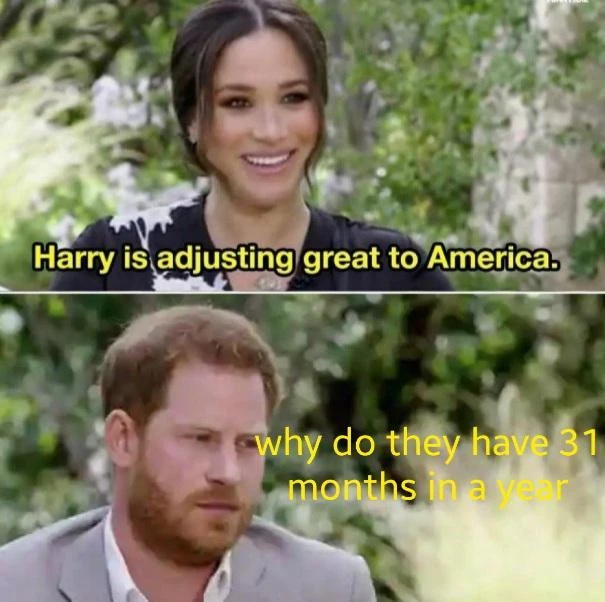 Harry is adjusting great to America.
why do they have 31
months in a year